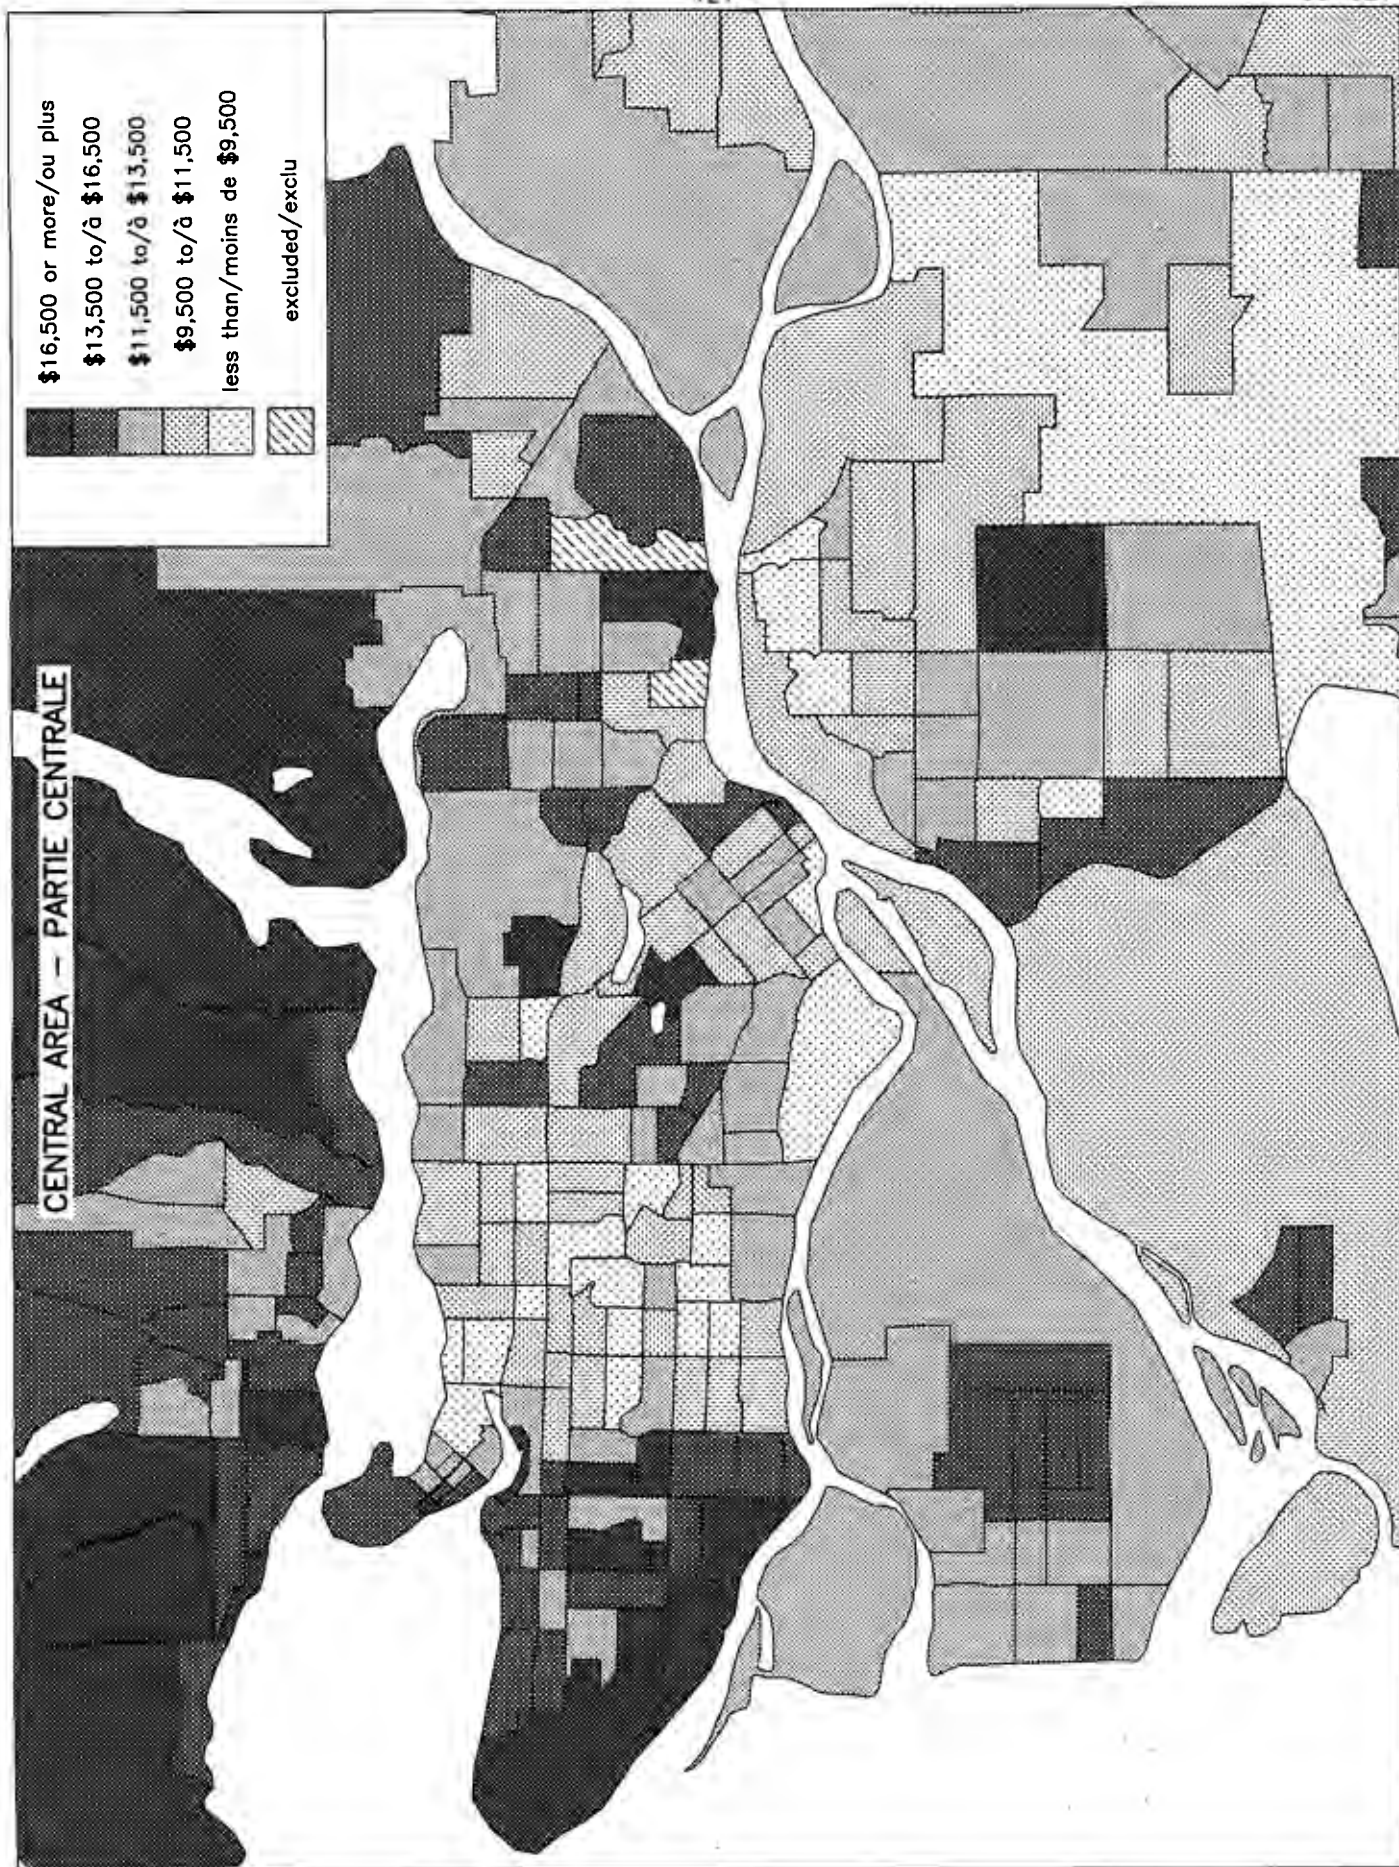 CENTRAL AREA – PARTIE CENTRALE
$16,500 or more/ou plus
$13,500 to/à $16,500
$11,500 to/à $13,500
$9,500 to/à $11,500
less than/moins de $9,500
excluded/exclu